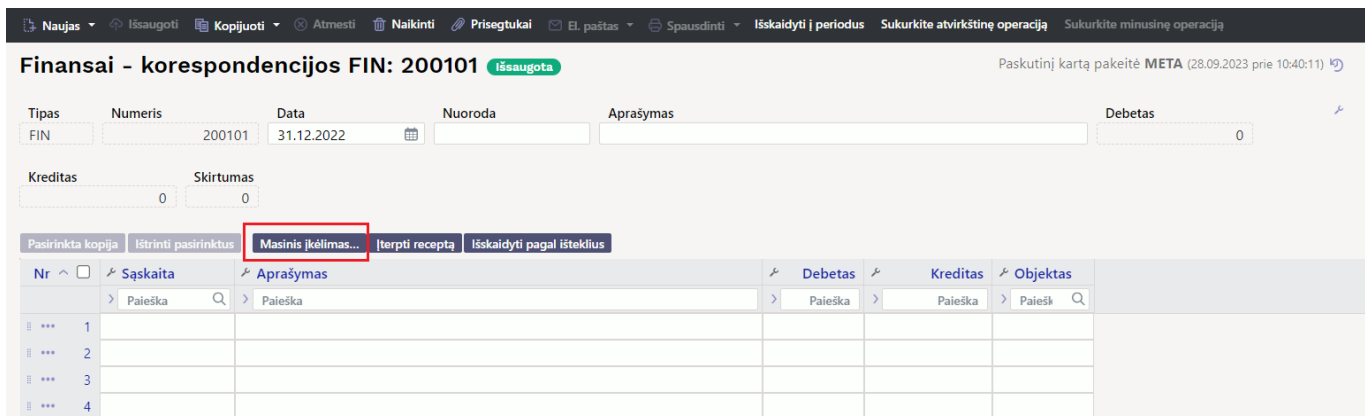 Naujas Išsaugoti Kopijuoti Atmesti Naikinti Prisegtukai El. paštas Spausdinti Išskaidyti į periodus Sukurkite atvirkštinę operaciją Sukurkite minusinę operaciją
Finansai - korespondencijos FIN: 200101 Išsaugota Paskutinį kartą pakeitė META (28.09.2023 prie 10:40:11)
Tipas Numeris Data Nuoroda Aprašymas Debetas
FIN 200101 31.12.2022 0
Kreditas Skirtumas
0 0
Pasirinkta kopija Ištrinti pasirinktus Masinis įkėlimas... Įterpti receptą Išskaidyti pagal išteklius
Nr Sąskaita Aprašymas Debetas Kreditas Objektas
Paieška Paieška Paieška Paieška Paiešk
1
2
3
4